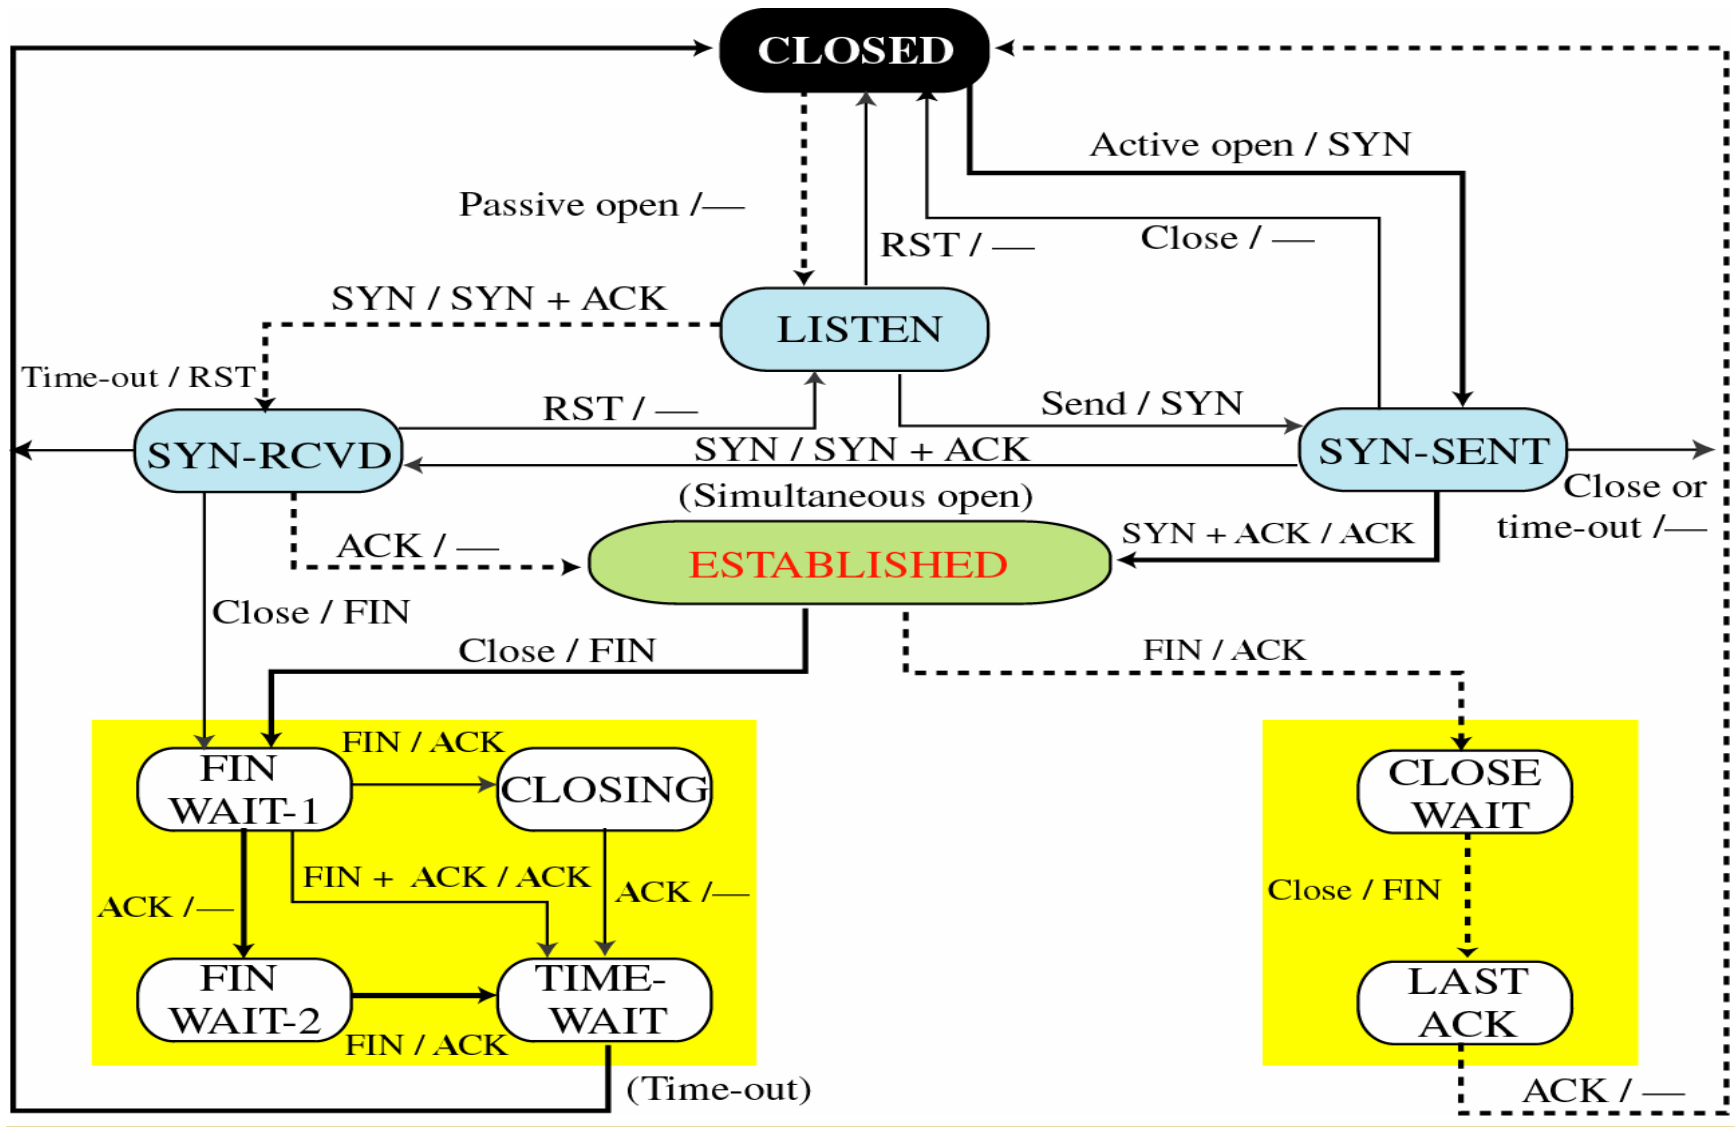 CLOSED
Active open / SYN
Passive open /—
RST / —
Close / —
SYN / SYN + ACK
LISTEN
Time-out / RST
RST / —
Send / SYN
SYN-RCVD
SYN / SYN + ACK
SYN-SENT
(Simultaneous open)
Close or
time-out /—
ACK / —
ESTABLISHED
SYN + ACK / ACK
Close / FIN
Close / FIN
FIN / ACK
FIN / ACK
FIN
WAIT-1
CLOSING
CLOSE
WAIT
FIN + ACK / ACK
ACK /—
ACK /—
Close / FIN
FIN
WAIT-2
TIME-
WAIT
LAST
ACK
FIN / ACK
(Time-out)
ACK / —